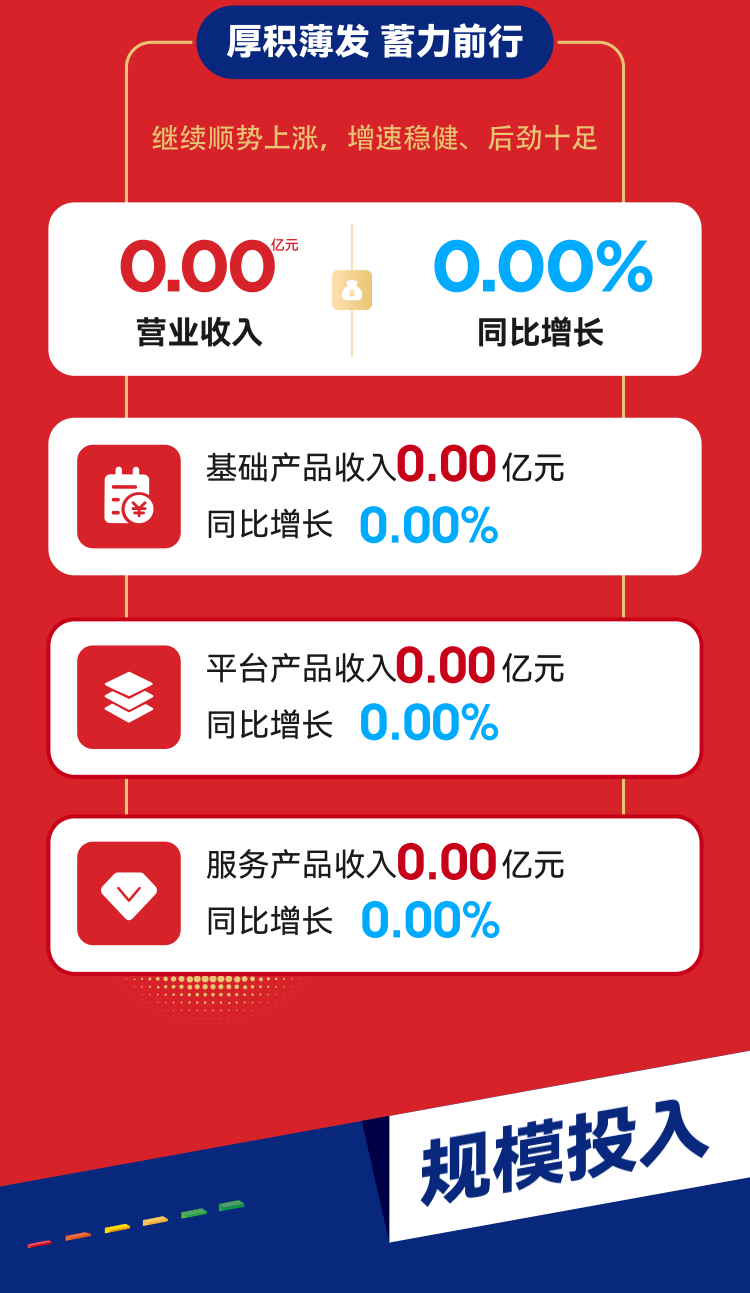 厚积薄发 蓄力前行
继续顺势上涨，增速稳健、后劲十足
0.00亿元
0.00%
营业收入
同比增长
基础产品收入0.00亿元
同比增长 0.00%
平台产品收入0.00亿元
同比增长 0.00%
服务产品收入0.00亿元
同比增长 0.00%
规模投入